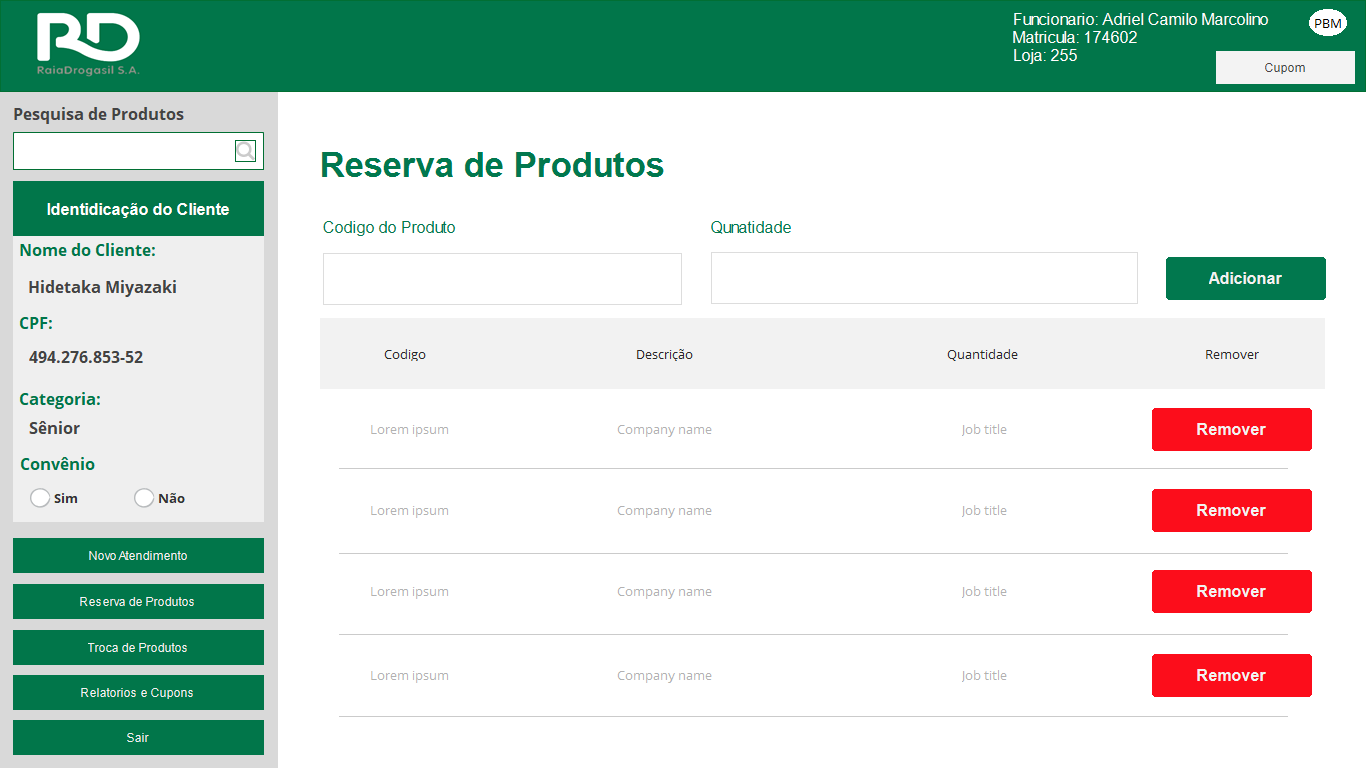 RD
RaiaDrogasil S.A.
Funcionario: Adriel Camilo Marcolino
Matricula: 174602
Loja: 255
PBM
Cupom
Pesquisa de Produtos
Identidicação do Cliente
Nome do Cliente:
Hidetaka Miyazaki
CPF:
494.276.853-52
Categoria:
Sênior
Convênio
Sim Não
Novo Atendimento
Reserva de Produtos
Troca de Produtos
Relatorios e Cupons
Sair
Reserva de Produtos
Codigo do Produto Qunatidade
Adicionar
Codigo Descrição Quantidade Remover
Lorem ipsum Company name Job title Remover
Lorem ipsum Company name Job title Remover
Lorem ipsum Company name Job title Remover
Lorem ipsum Company name Job title Remover